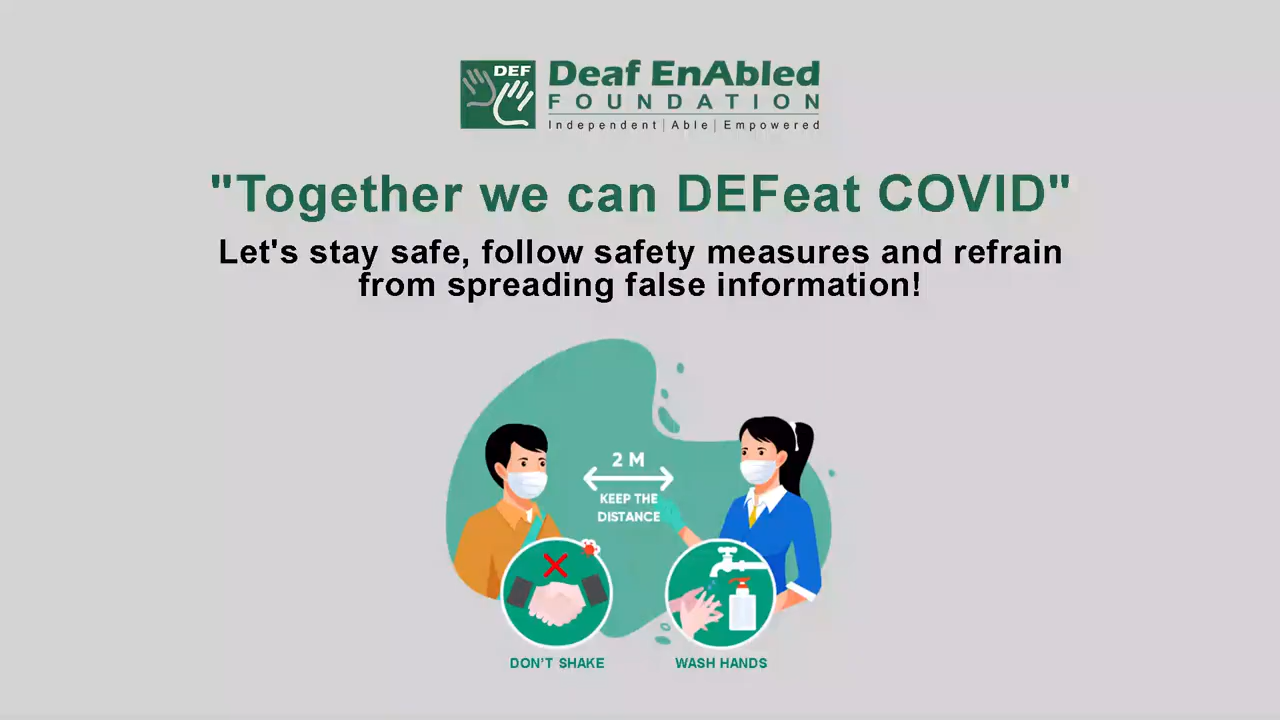 DEF
Deaf EnAbled
FOUNDATION
Independent | Able | Empowered
"Together we can DEFeat COVID"
Let's stay safe, follow safety measures and refrain
from spreading false information!
2 M
KEEP THE
DISTANCE
DON'T SHAKE
WASH HANDS